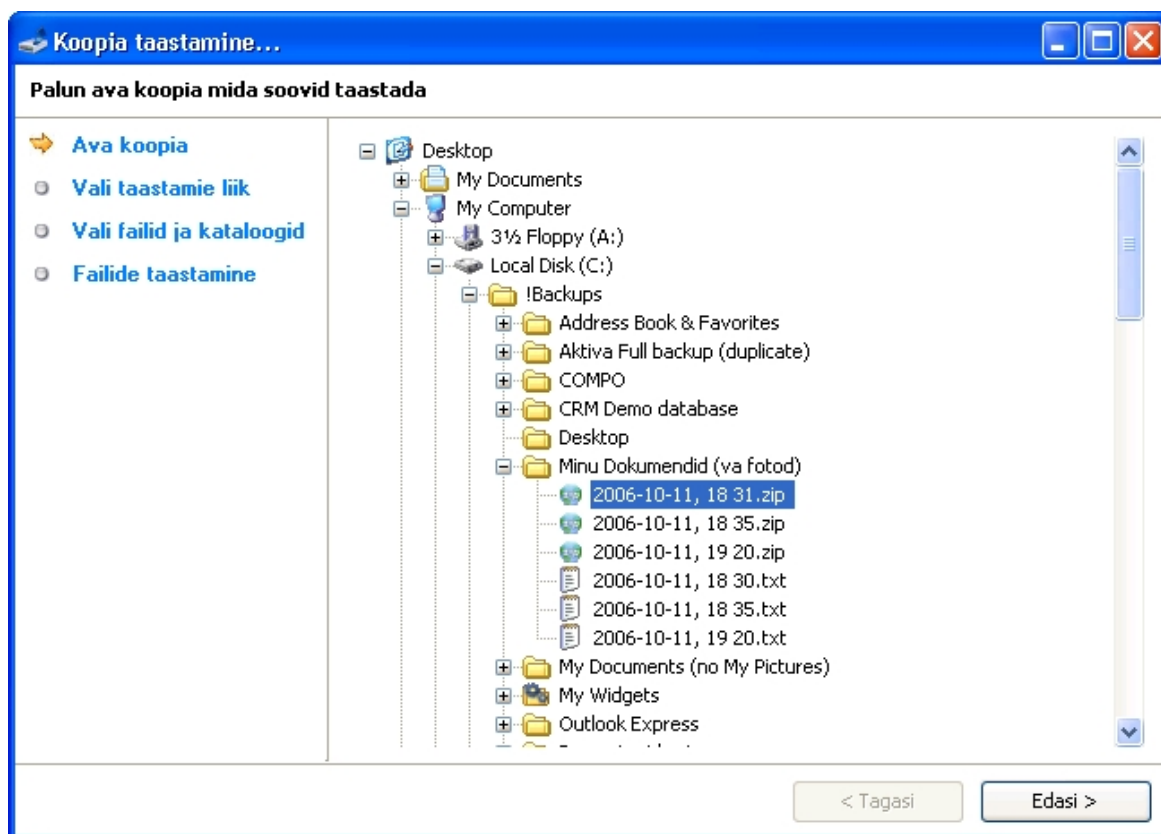 Koopia taastamine...
Palun ava koopia mida soovid taastada
Ava koopia
Vali taastamie liik
Vali failid ja kataloogid
Failide taastamine
Desktop
My Documents
My Computer
3½ Floppy (A:)
Local Disk (C:)
!Backups
Address Book & Favorites
Aktiva Full backup (duplicate)
COMPO
CRM Demo database
Desktop
Minu Dokumendid (va fotod)
2006-10-11, 18 31.zip
2006-10-11, 18 35.zip
2006-10-11, 19 20.zip
2006-10-11, 18 30.txt
2006-10-11, 18 35.txt
2006-10-11, 19 20.txt
My Documents (no My Pictures)
My Widgets
Outlook Express
< Tagasi
Edasi >